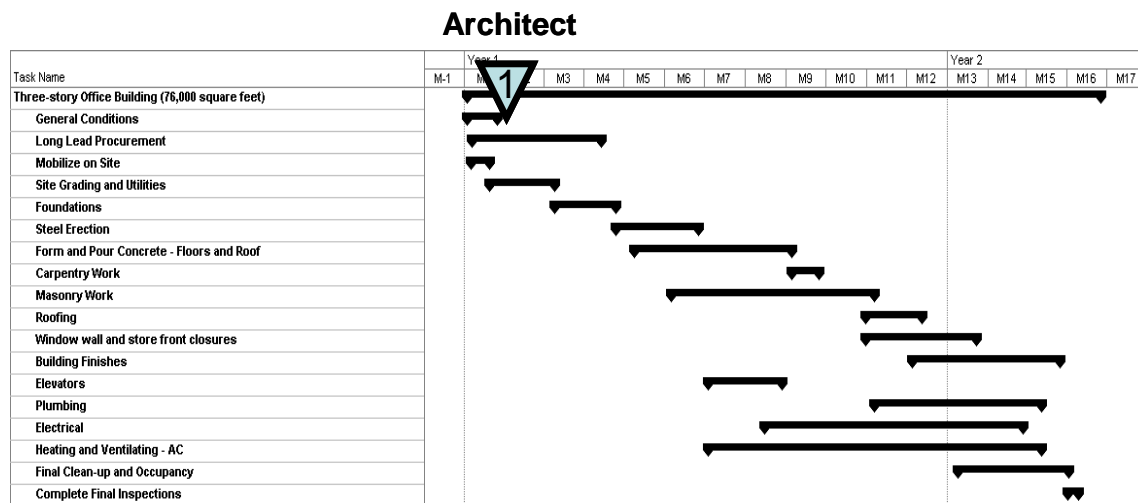 Architect
Year 1 Year 2
Task Name M-1 1 M3 M4 M5 M6 M7 M8 M9 M10 M11 M12 M13 M14 M15 M16 M17
Three-story Office Building (76,000 square feet)
General Conditions
Long Lead Procurement
Mobilize on Site
Site Grading and Utilities
Foundations
Steel Erection
Form and Pour Concrete - Floors and Roof
Carpentry Work
Masonry Work
Roofing
Window wall and store front closures
Building Finishes
Elevators
Plumbing
Electrical
Heating and Ventilating - AC
Final Clean-up and Occupancy
Complete Final Inspections